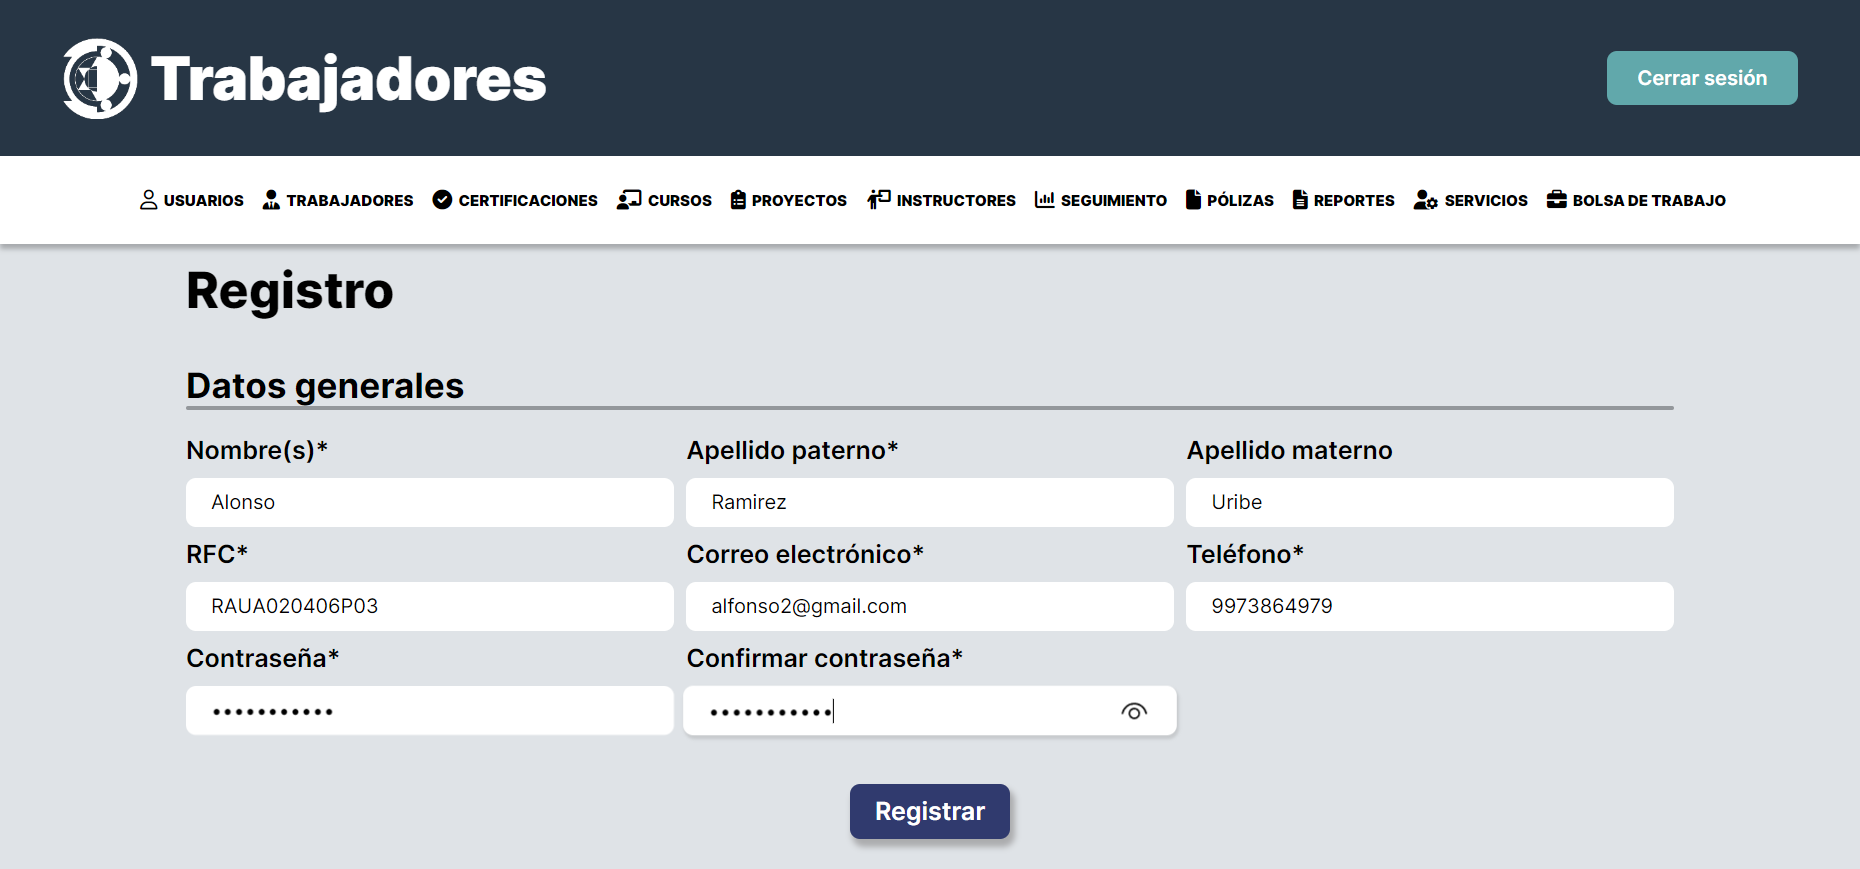 Trabajadores
Cerrar sesión
USUARIOS TRABAJADORES CERTIFICACIONES CURSOS PROYECTOS INSTRUCTORES SEGUIMIENTO PÓLIZAS REPORTES SERVICIOS BOLSA DE TRABAJO
Registro
Datos generales
Nombre(s)* Apellido paterno* Apellido materno
Alonso Ramirez Uribe
RFC* Correo electrónico* Teléfono*
RAUA020406P03 alfonso2@gmail.com 9973864979
Contraseña* Confirmar contraseña*
••••••••••• •••••••••••
Registrar